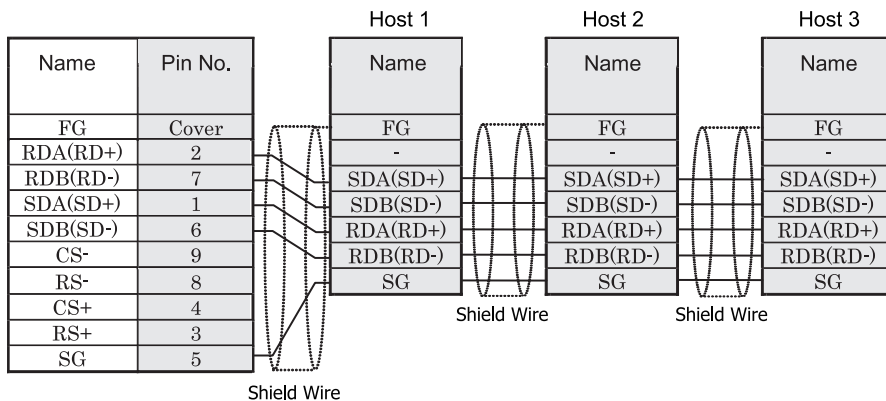 Host 1 Host 2 Host 3
Name Pin No. Name Name Name
FG Cover FG FG FG
RDA(RD+) 2 - - -
RDB(RD-) 7 SDA(SD+) SDA(SD+) SDA(SD+)
SDA(SD+) 1 SDB(SD-) SDB(SD-) SDB(SD-)
SDB(SD-) 6 RDA(RD+) RDA(RD+) RDA(RD+)
CS- 9 RDB(RD-) RDB(RD-) RDB(RD-)
RS- 8 SG SG SG
CS+ 4 Shield Wire Shield Wire
RS+ 3
SG 5
Shield Wire